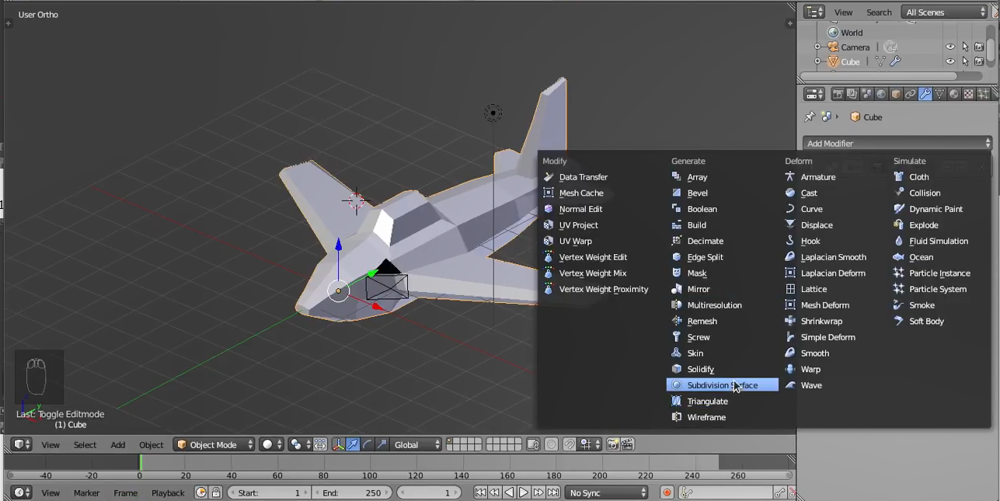 User Ortho
View Search All Scenes
World
Camera
Cube
Cube
Add Modifier
Modify Generate Deform Simulate
Data Transfer Array Armature Cloth
Mesh Cache Bevel Cast Collision
Normal Edit Boolean Curve Dynamic Paint
UV Project Build Displace Explode
UV Warp Decimate Hook Fluid Simulation
Vertex Weight Edit Edge Split Laplacian Smooth Ocean
Vertex Weight Mix Mask Laplacian Deform Particle Instance
Vertex Weight Proximity Mirror Lattice Particle System
Multiresolution Mesh Deform Smoke
Remesh Shrinkwrap Soft Body
Screw Simple Deform
Skin Smooth
Solidify Warp
Subdivision Surface Wave
Triangulate
Wireframe
Last: Toggle Editmode
(1) Cube
View Select Add Object Object Mode Global
-40 -20 0 20 40 60 80 100 120 140 160 180 200 220 240 260
View Marker Frame Playback Start: 1 End: 250 1 No Sync